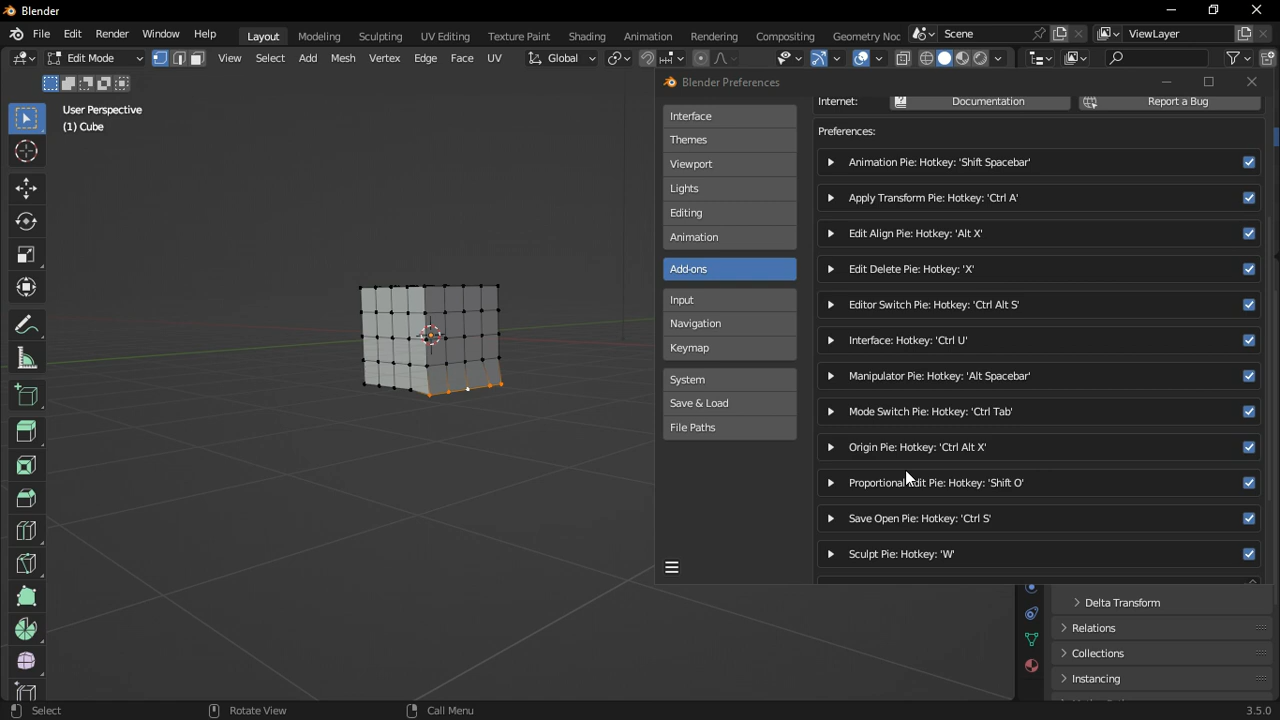 Blender
File Edit Render Window Help Layout Modeling Sculpting UV Editing Texture Paint Shading Animation Rendering Compositing Geometry Noc Scene ViewLayer
Edit Mode View Select Add Mesh Vertex Edge Face UV Global
User Perspective
(1) Cube
Blender Preferences
Interface
Themes
Viewport
Lights
Editing
Animation
Add-ons
Input
Navigation
Keymap
System
Save & Load
File Paths
Internet: Documentation Report a Bug
Preferences:
Animation Pie: Hotkey: 'Shift Spacebar'
Apply Transform Pie: Hotkey: 'Ctrl A'
Edit Align Pie: Hotkey: 'Alt X'
Edit Delete Pie: Hotkey: 'X'
Editor Switch Pie: Hotkey: 'Ctrl Alt S'
Interface: Hotkey: 'Ctrl U'
Manipulator Pie: Hotkey: 'Alt Spacebar'
Mode Switch Pie: Hotkey: 'Ctrl Tab'
Origin Pie: Hotkey: 'Ctrl Alt X'
Proportional Edit Pie: Hotkey: 'Shift O'
Save Open Pie: Hotkey: 'Ctrl S'
Sculpt Pie: Hotkey: 'W'
Delta Transform
Relations
Collections
Instancing
Select Rotate View Call Menu 3.5.0